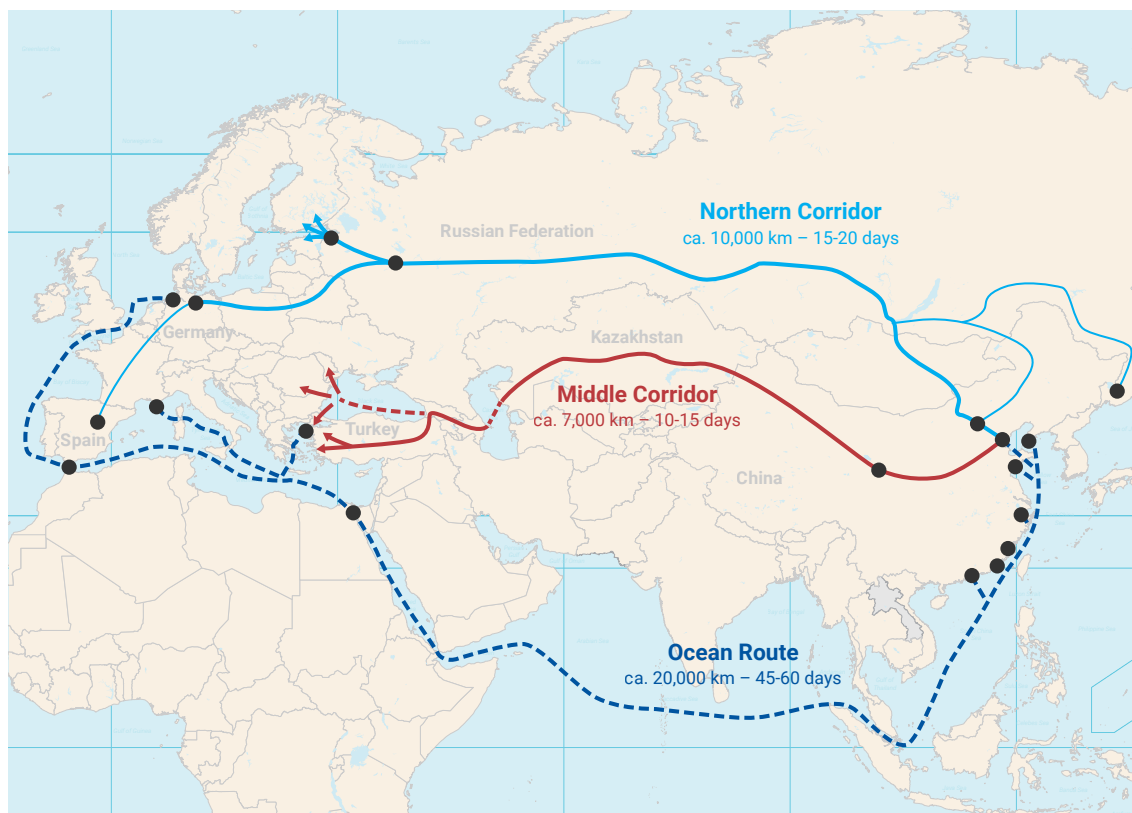 Northern Corridor
ca. 10,000 km – 15-20 days
Russian Federation
Germany
Kazakhstan
Middle Corridor
ca. 7,000 km – 10-15 days
Turkey
Spain
China
Ocean Route
ca. 20,000 km – 45-60 days